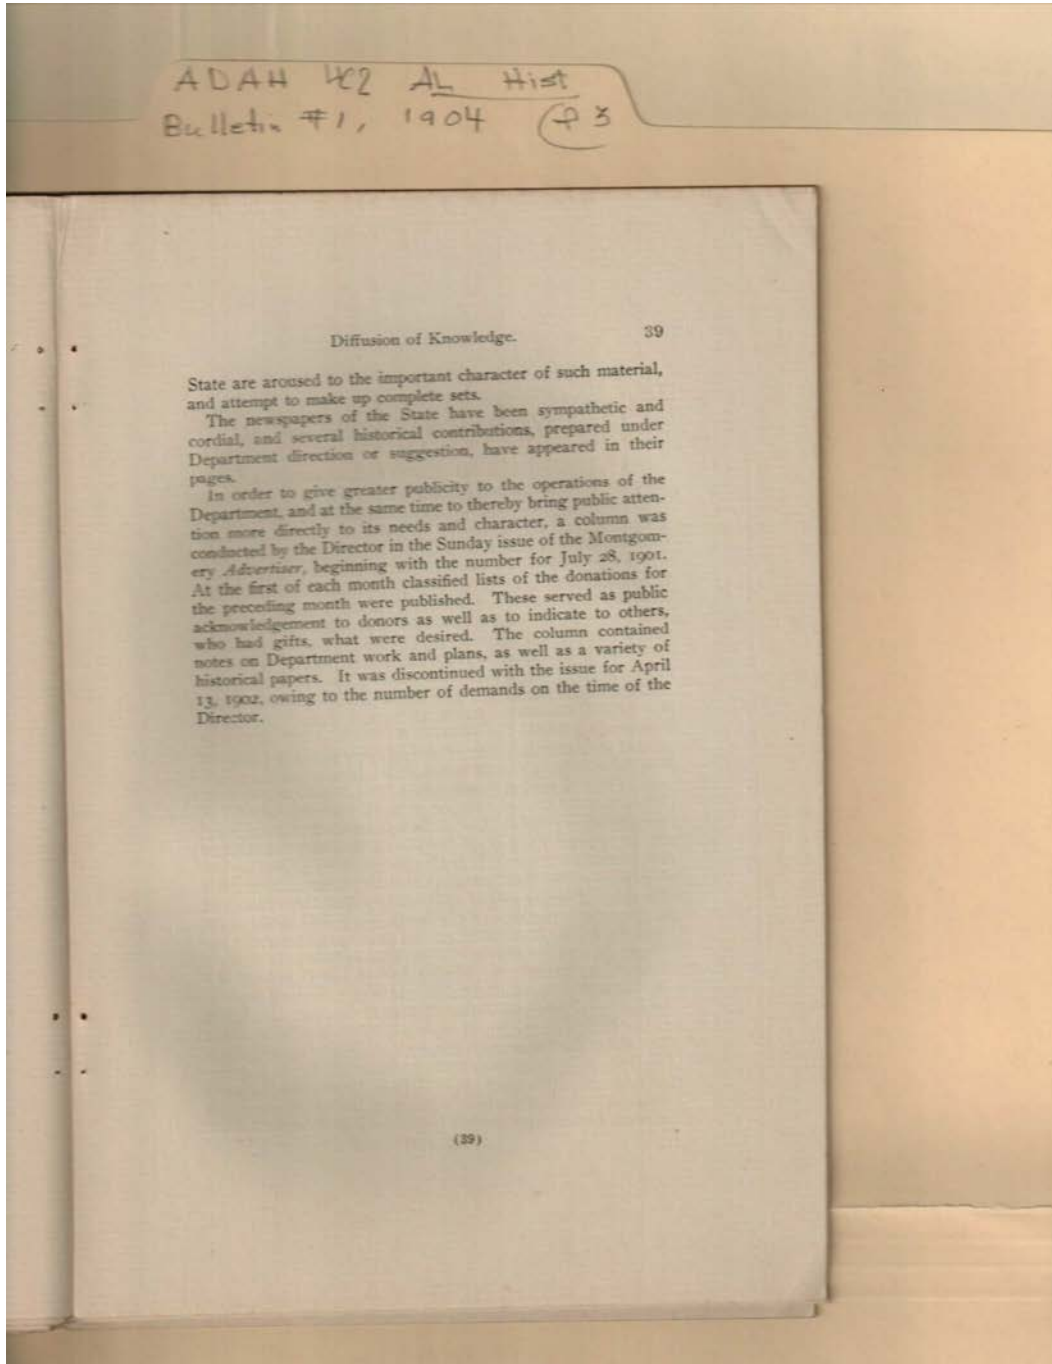 ADAH 4C2 AL Hist
Bulletin #1, 1904 P3
Diffusion of Knowledge. 39
State are aroused to the important character of such material,
and attempt to make up complete sets.
The newspapers of the State have been sympathetic and
cordial, and several historical contributions, prepared under
Department direction or suggestion, have appeared in their
pages.
In order to give greater publicity to the operations of the
Department, and at the same time to thereby bring public atten-
tion more directly to its needs and character, a column was
conducted by the Director in the Sunday issue of the Montgom-
ery Advertiser, beginning with the number for July 28, 1901.
At the first of each month classified lists of the donations for
the preceding month were published. These served as public
acknowledgement to donors as well as to indicate to others,
who had gifts, what were desired. The column contained
notes on Department work and plans, as well as a variety of
historical papers. It was discontinued with the issue for April
13, 1902, owing to the number of demands on the time of the
Director.
(39)